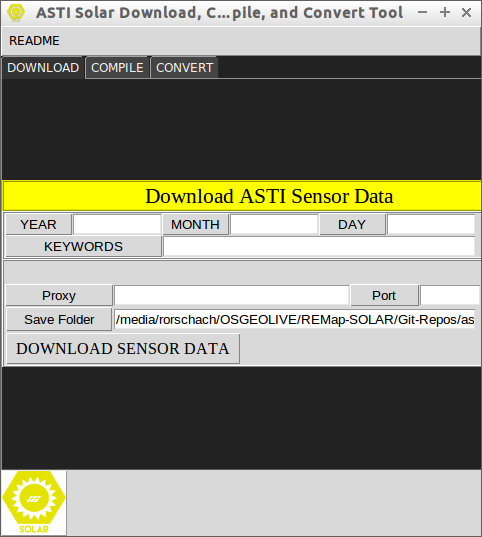 ASTI Solar Download, C...pile, and Convert Tool
README
DOWNLOAD COMPILE CONVERT
Download ASTI Sensor Data
YEAR MONTH DAY
KEYWORDS
Proxy Port
Save Folder /media/rorschach/OSGEOLIVE/REMap-SOLAR/Git-Repos/as
DOWNLOAD SENSOR DATA
SOLAR